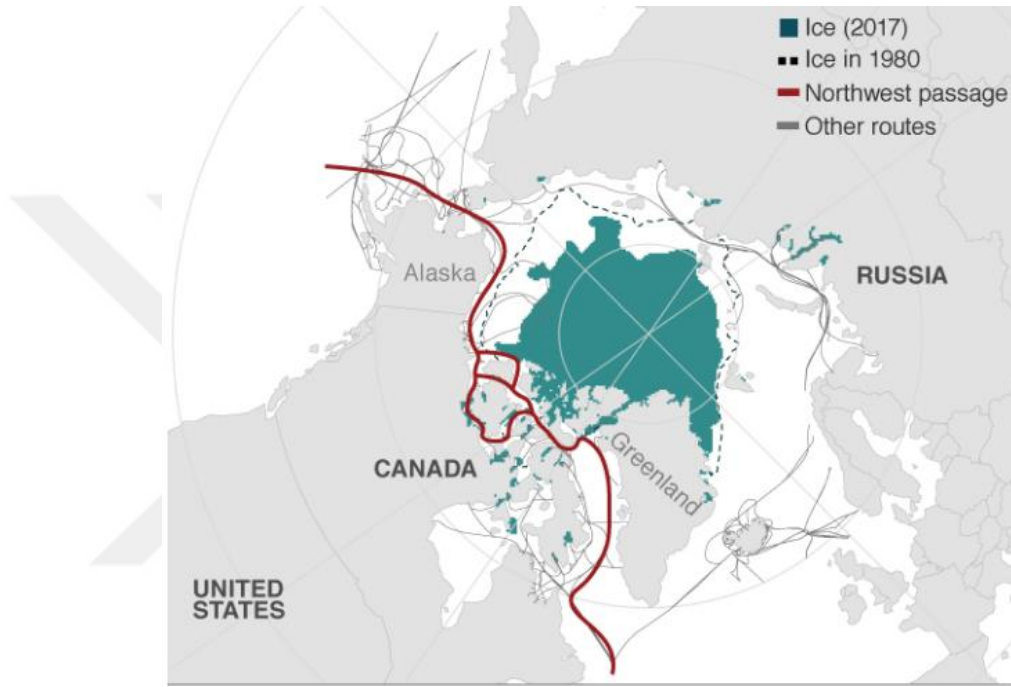 Ice (2017)
Ice in 1980
Northwest passage
Other routes
Alaska
RUSSIA
CANADA
Greenland
UNITED
STATES